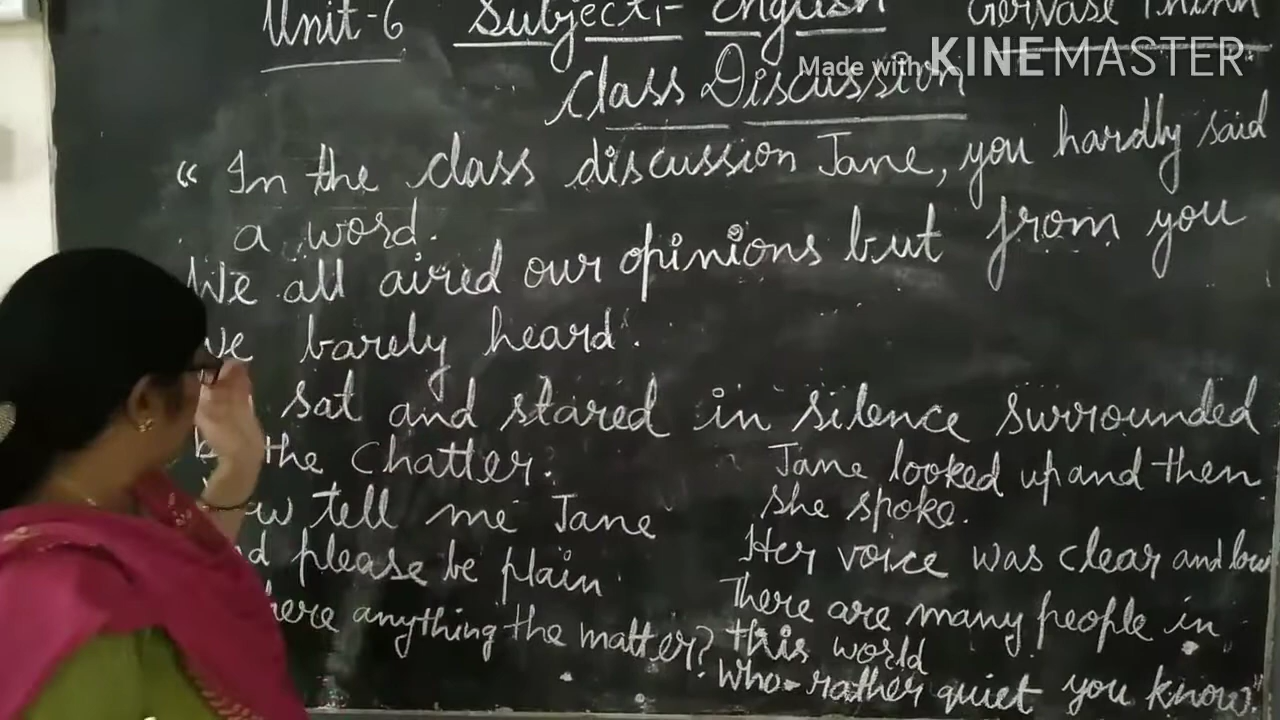 Unit-6 Subject:- English Gervase Phinn
Made with KINEMASTER
Class Discussion
“ In the class discussion Jane, you hardly said
a word.
We all aired our opinions but from you
we barely heard.
sat and stared in silence surrounded
the chatter.
tell me Jane
please be plain
anything the matter?
Jame looked up and then
she spoke.
Her voice was clear and low
There are many people in
this world
Who rather quiet you know."